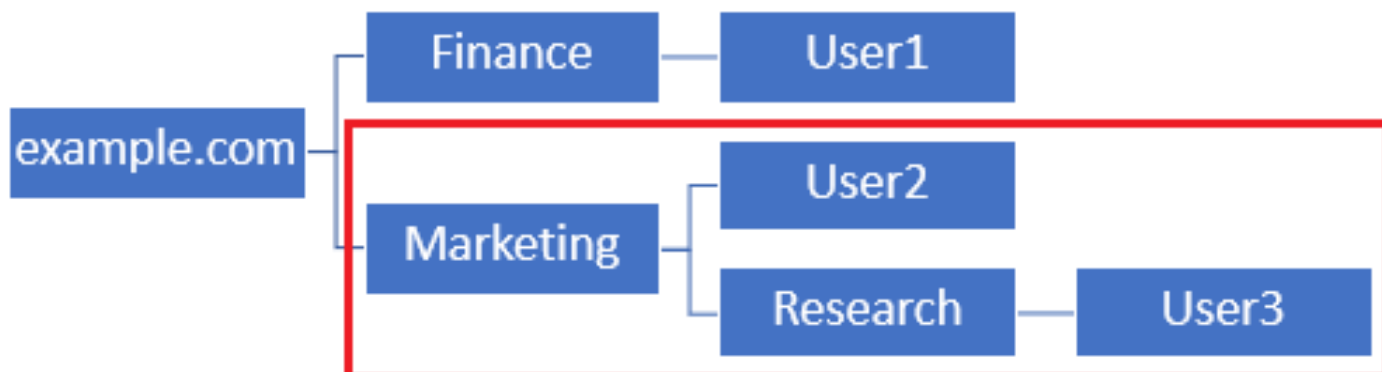 Finance
User1
example.com
User2
Marketing
Research
User3